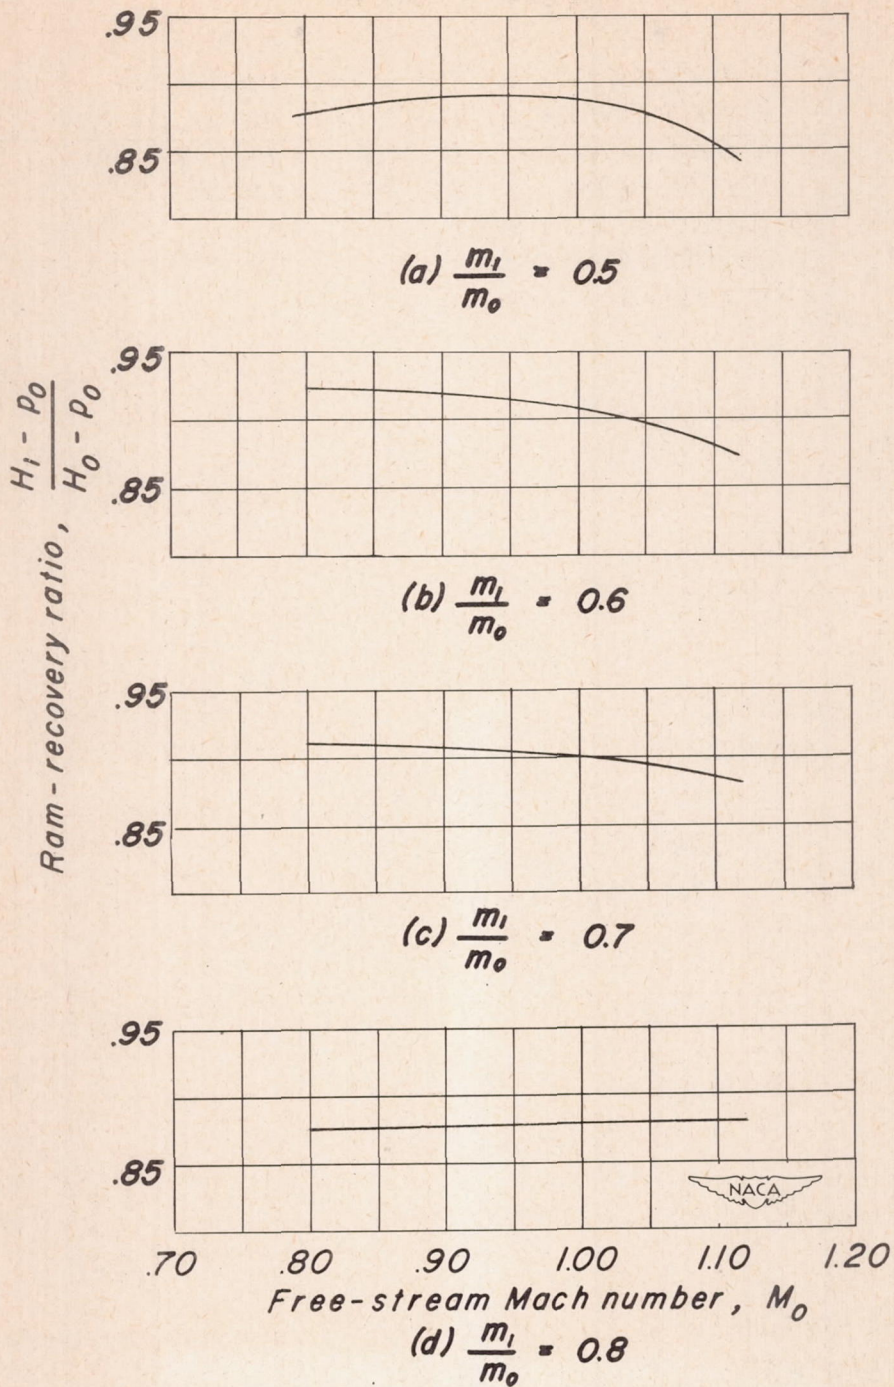 .95
.85
(a) m₁/m₀ = 0.5
.95
.85
(b) m₁/m₀ = 0.6
Ram-recovery ratio, H₁ - p₀ / H₀ - p₀
.95
.85
(c) m₁/m₀ = 0.7
.95
.85
NACA
.70 .80 .90 1.00 1.10 1.20
Free-stream Mach number, M₀
(d) m₁/m₀ = 0.8